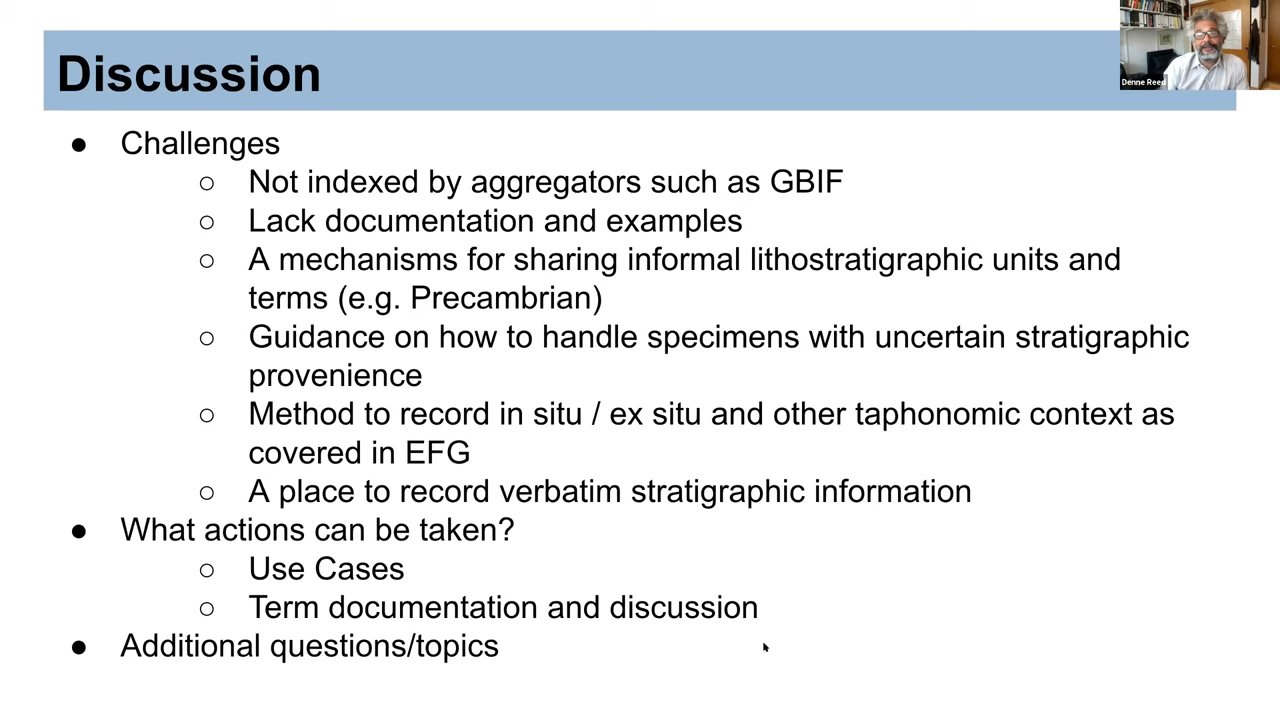 Discussion
Denne Reed
● Challenges
○ Not indexed by aggregators such as GBIF
○ Lack documentation and examples
○ A mechanisms for sharing informal lithostratigraphic units and
terms (e.g. Precambrian)
○ Guidance on how to handle specimens with uncertain stratigraphic
provenience
○ Method to record in situ / ex situ and other taphonomic context as
covered in EFG
○ A place to record verbatim stratigraphic information
● What actions can be taken?
○ Use Cases
○ Term documentation and discussion
● Additional questions/topics